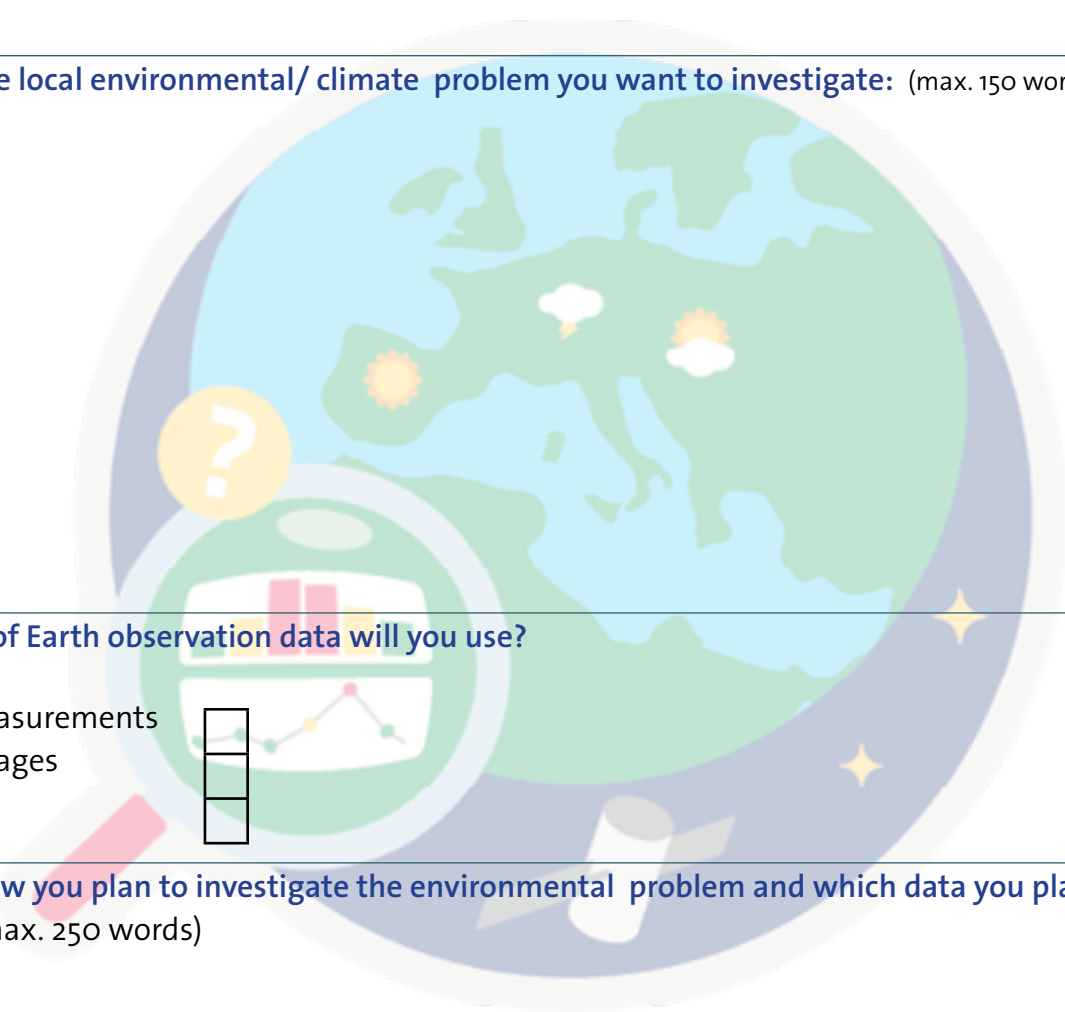 e local environmental/ climate problem you want to investigate: (max. 150 wor
?
of Earth observation data will you use?
asurements
ages
w you plan to investigate the environmental problem and which data you pla
ax. 250 words)